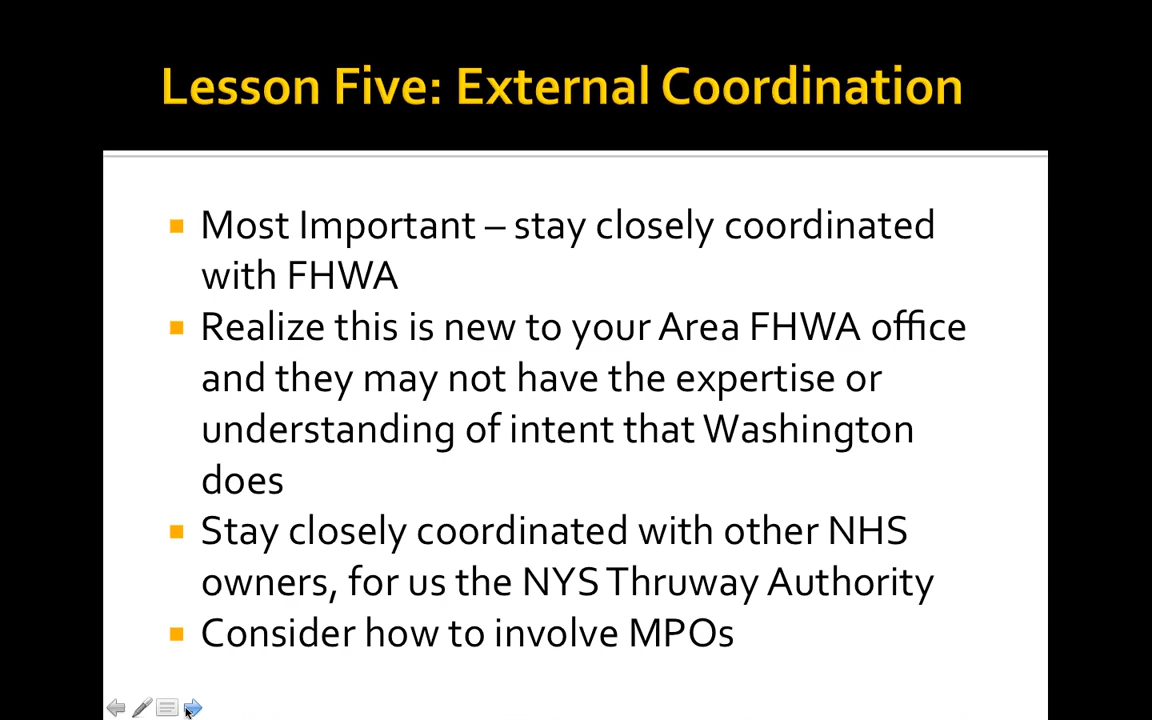 Lesson Five: External Coordination
Most Important – stay closely coordinated
with FHWA
Realize this is new to your Area FHWA office
and they may not have the expertise or
understanding of intent that Washington
does
Stay closely coordinated with other NHS
owners, for us the NYS Thruway Authority
Consider how to involve MPOs